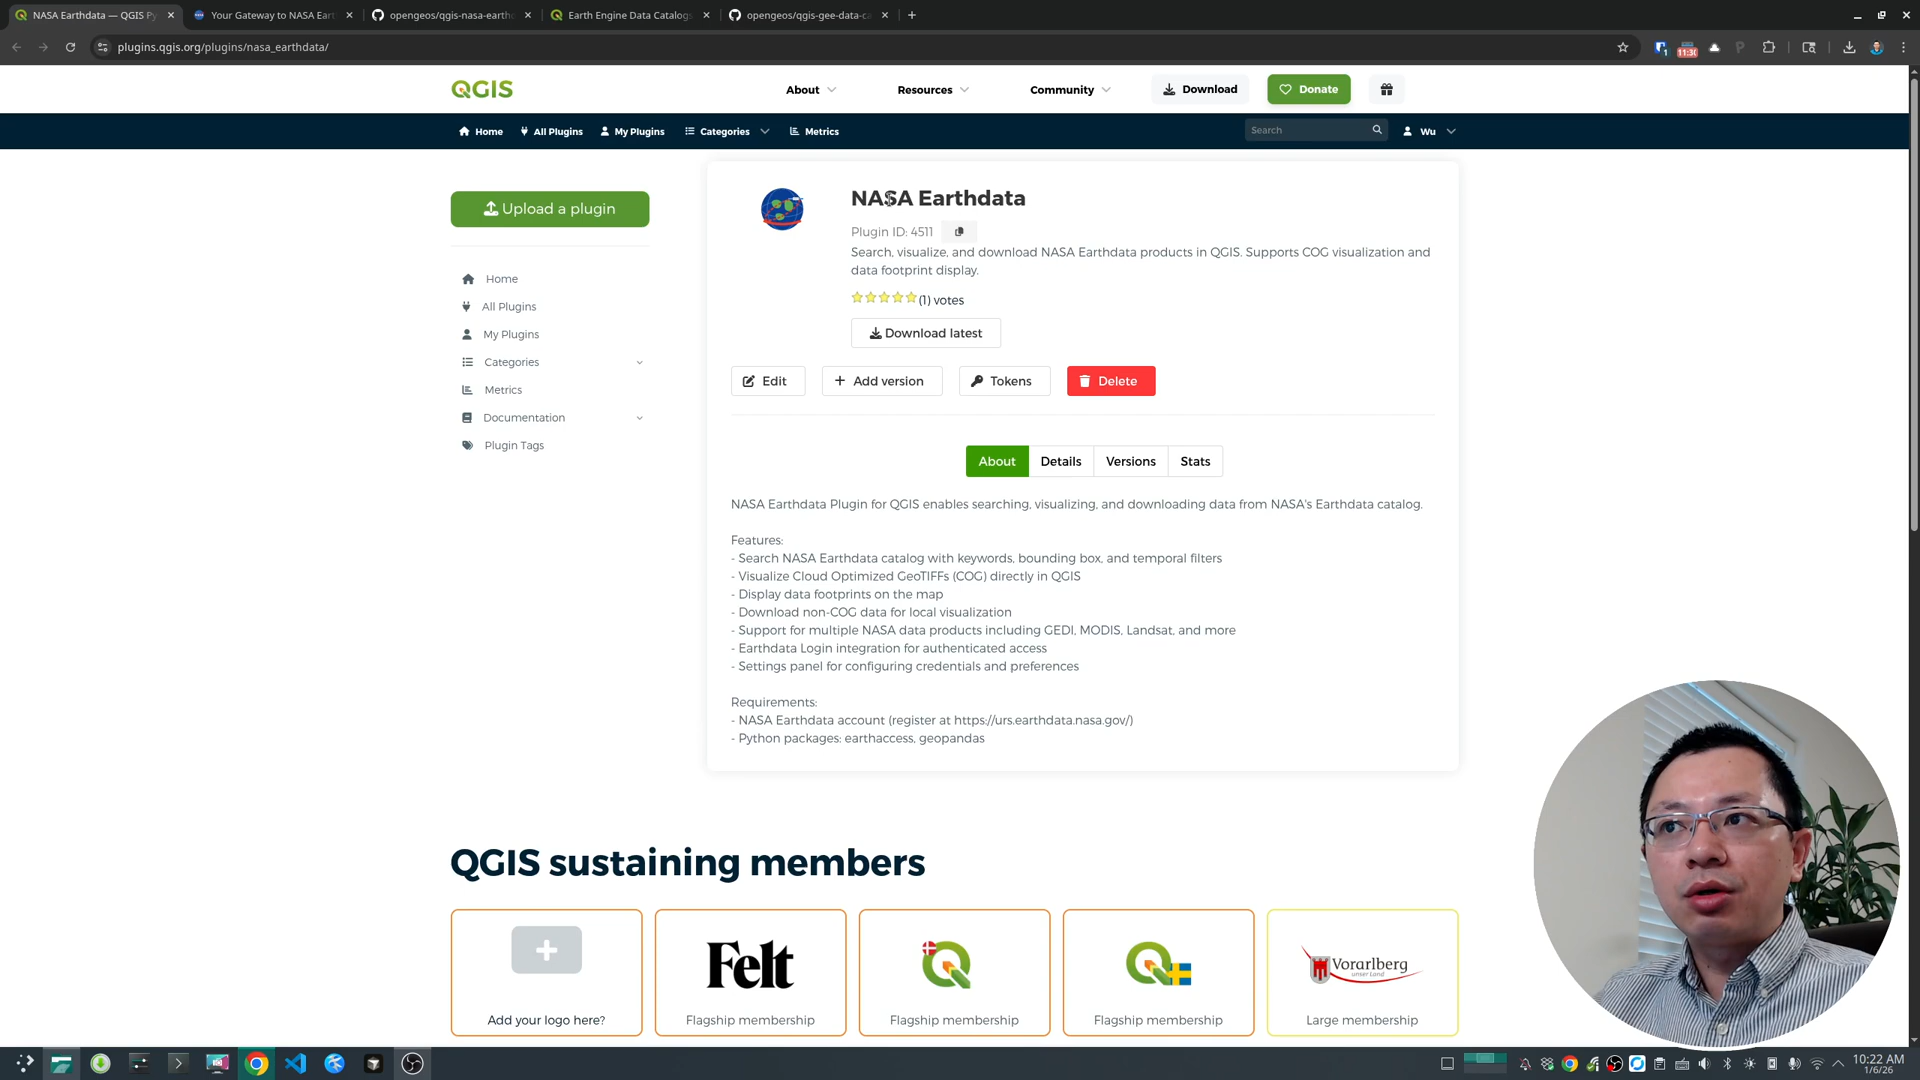 NASA Earthdata — QGIS Py
Your Gateway to NASA Eart
opengeos/qgis-nasa-earthd
Earth Engine Data Catalogs
opengeos/qgis-gee-data-ca
plugins.qgis.org/plugins/nasa_earthdata/
1
11:30
QGIS
About
Resources
Community
Download
Donate
Home
All Plugins
My Plugins
Categories
Metrics
Search
Wu
Upload a plugin
Home
All Plugins
My Plugins
Categories
Metrics
Documentation
Plugin Tags
NASA Earthdata
Plugin ID: 4511
Search, visualize, and download NASA Earthdata products in QGIS. Supports COG visualization and
data footprint display.
(1) votes
Download latest
Edit
Add version
Tokens
Delete
About
Details
Versions
Stats
NASA Earthdata Plugin for QGIS enables searching, visualizing, and downloading data from NASA's Earthdata catalog.
Features:
- Search NASA Earthdata catalog with keywords, bounding box, and temporal filters
- Visualize Cloud Optimized GeoTIFFs (COG) directly in QGIS
- Display data footprints on the map
- Download non-COG data for local visualization
- Support for multiple NASA data products including GEDI, MODIS, Landsat, and more
- Earthdata Login integration for authenticated access
- Settings panel for configuring credentials and preferences
Requirements:
- NASA Earthdata account (register at https://urs.earthdata.nasa.gov/)
- Python packages: earthaccess, geopandas
QGIS sustaining members
Add your logo here?
Felt
Flagship membership
Flagship membership
Flagship membership
Vorarlberg
unser Land
Large membership
10:22 AM
1/6/26